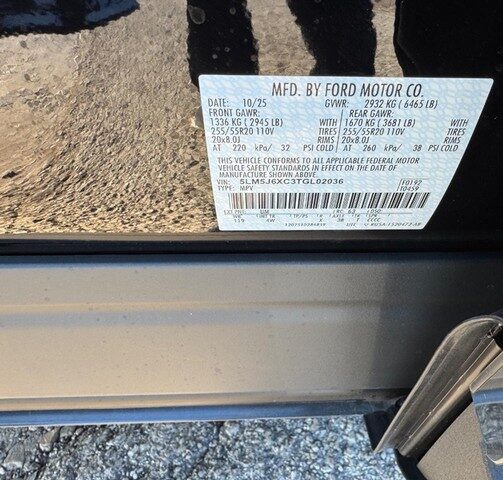 MFD. BY FORD MOTOR CO.
DATE: 10/25 GVWR: 2932 KG ( 6465 LB)
FRONT GAWR: REAR GAWR:
1336 KG ( 2945 LB) WITH 1670 KG ( 3681 LB) WITH
255/55R20 110V TIRES 255/55R20 110V TIRES
20x8.0J RIMS 20x8.0J RIMS
AT 220 kPa/ 32 PSI COLD AT 260 kPa/ 38 PSI COLD
THIS VEHICLE CONFORMS TO ALL APPLICABLE FEDERAL MOTOR
VEHICLE SAFETY STANDARDS IN EFFECT ON THE DATE OF
MANUFACTURE SHOWN ABOVE.
VIN: 5LM5J6XC3TGL02036 F0192
TYPE: MPV T0459